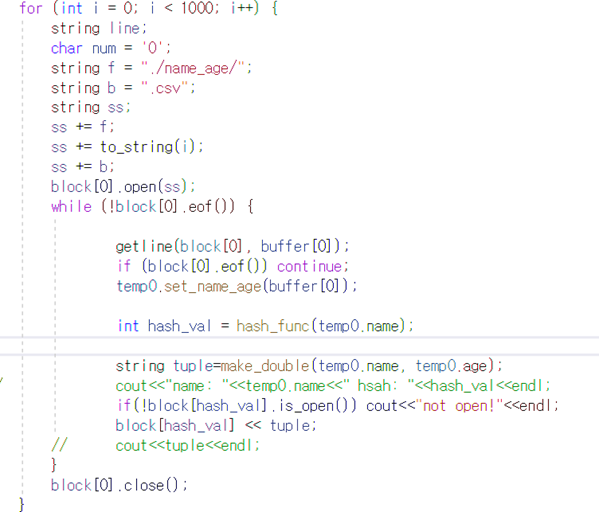 for (int i = 0; i < 1000; i++) {
string line;
char num = '0';
string f = "./name_age/";
string b = ".csv";
string ss;
ss += f;
ss += to_string(i);
ss += b;
block[0].open(ss);
while (!block[0].eof()) {
getline(block[0], buffer[0]);
if (block[0].eof()) continue;
temp0.set_name_age(buffer[0]);
int hash_val = hash_func(temp0.name);
string tuple=make_double(temp0.name, temp0.age);
/ cout<<"name: "<<temp0.name<<" hsah: "<<hash_val<<endl;
if(!block[hash_val].is_open()) cout<<"not open!"<<endl;
block[hash_val] << tuple;
// cout<<tuple<<endl;
}
block[0].close();
}